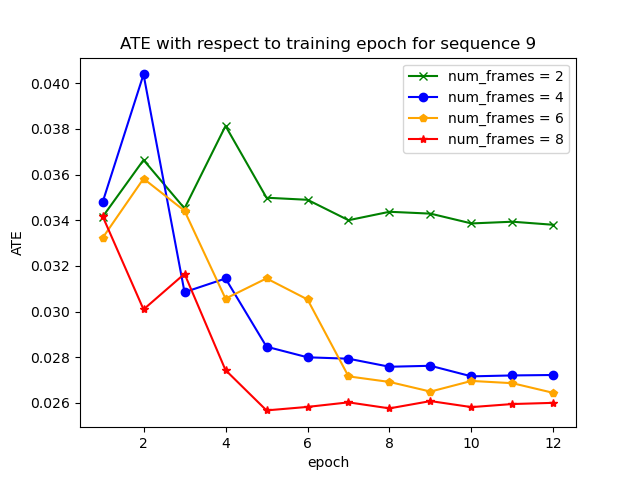 ATE with respect to training epoch for sequence 9
num_frames = 2
num_frames = 4
num_frames = 6
num_frames = 8
0.040
0.038
0.036
0.034
0.032
0.030
0.028
0.026
ATE
2 4 6 8 10 12
epoch